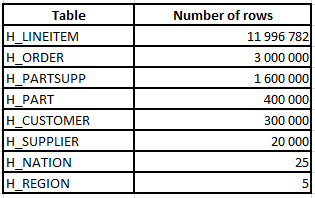 Table Number of rows
H_LINEITEM 11 996 782
H_ORDER 3 000 000
H_PARTSUPP 1 600 000
H_PART 400 000
H_CUSTOMER 300 000
H_SUPPLIER 20 000
H_NATION 25
H_REGION 5